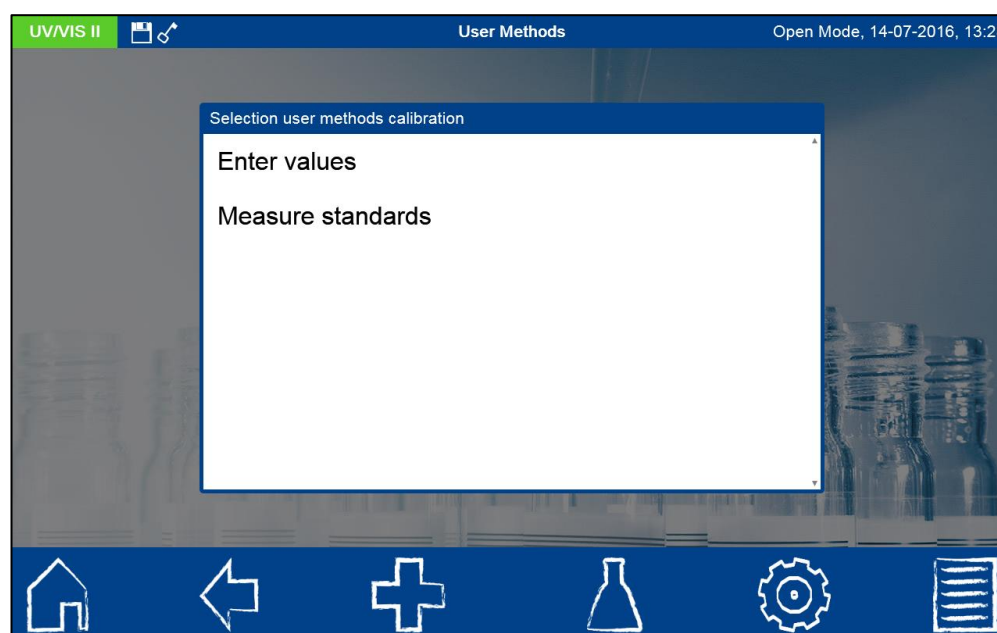 UV/VIS II User Methods Open Mode, 14-07-2016, 13:2
Selection user methods calibration
Enter values
Measure standards